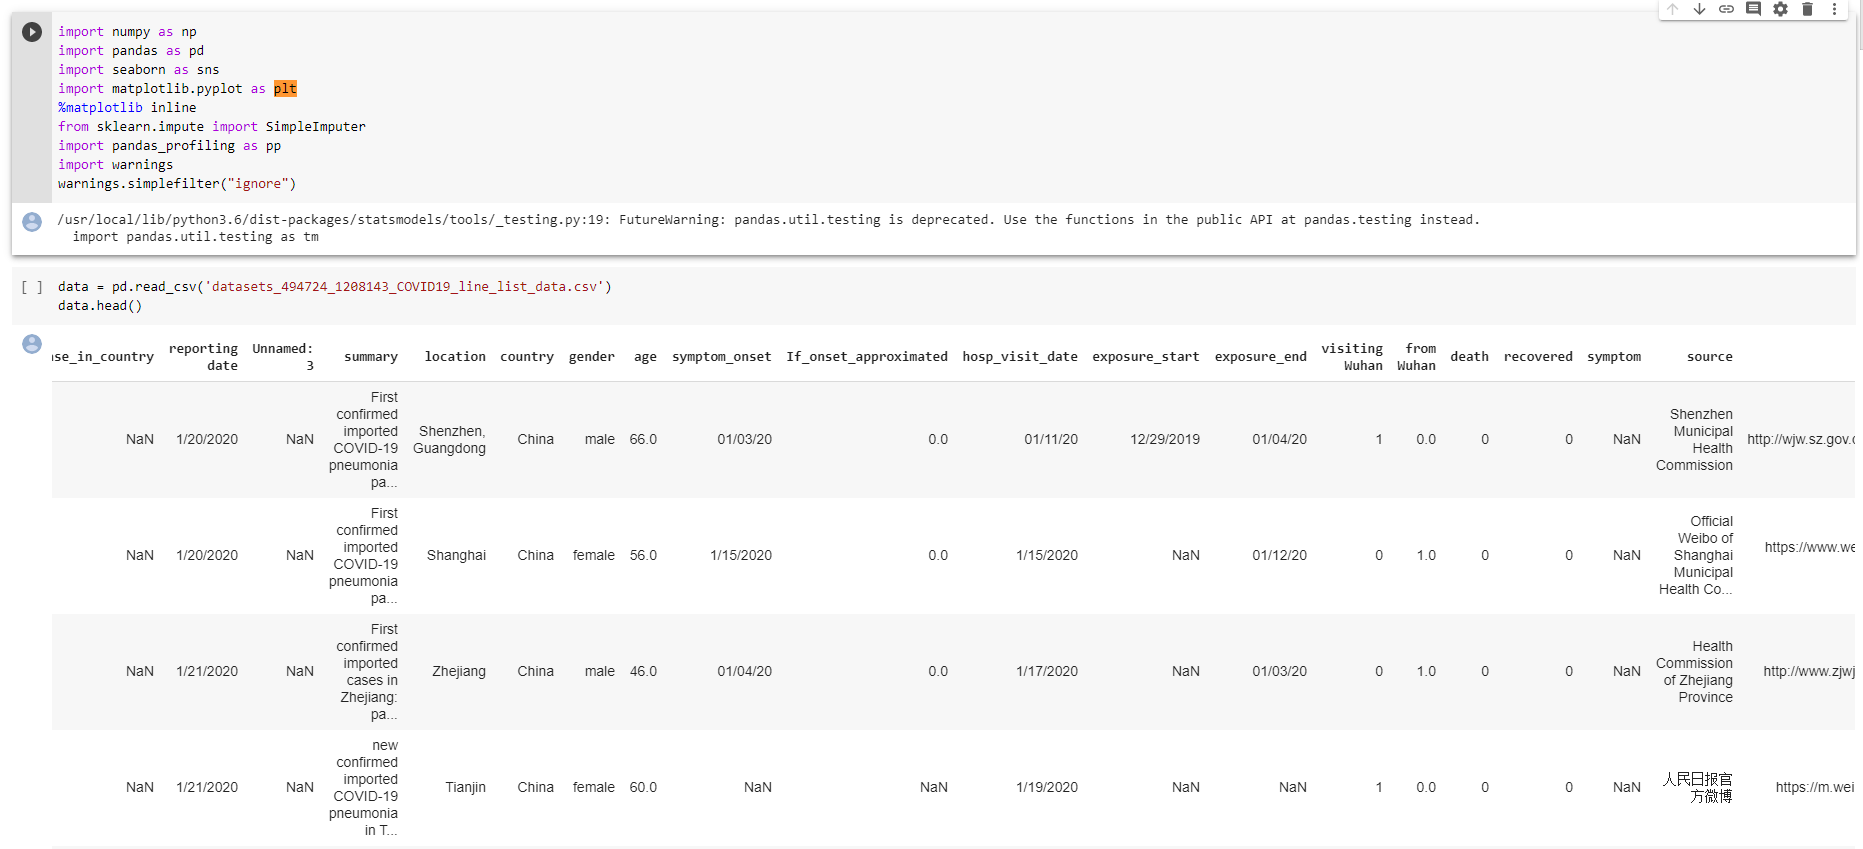 import numpy as np
import pandas as pd
import seaborn as sns
import matplotlib.pyplot as plt
%matplotlib inline
from sklearn.impute import SimpleImputer
import pandas_profiling as pp
import warnings
warnings.simplefilter("ignore")
/usr/local/lib/python3.6/dist-packages/statsmodels/tools/_testing.py:19: FutureWarning: pandas.util.testing is deprecated. Use the functions in the public API at pandas.testing instead.
import pandas.util.testing as tm
[ ] data = pd.read_csv('datasets_494724_1208143_COVID19_line_list_data.csv')
data.head()
se_in_country reporting date Unnamed: 3 summary location country gender age symptom_onset If_onset_approximated hosp_visit_date exposure_start exposure_end visiting Wuhan from Wuhan death recovered symptom source
NaN 1/20/2020 NaN First confirmed imported COVID-19 pneumonia pa... Shenzhen, Guangdong China male 66.0 01/03/20 0.0 01/11/20 12/29/2019 01/04/20 1 0.0 0 0 NaN Shenzhen Municipal Health Commission http://wjw.sz.gov.c
NaN 1/20/2020 NaN First confirmed imported COVID-19 pneumonia pa... Shanghai China female 56.0 1/15/2020 0.0 1/15/2020 NaN 01/12/20 0 1.0 0 0 NaN Official Weibo of Shanghai Municipal Health Co... https://www.we
NaN 1/21/2020 NaN First confirmed imported cases in Zhejiang: pa... Zhejiang China male 46.0 01/04/20 0.0 1/17/2020 NaN 01/03/20 0 1.0 0 0 NaN Health Commission of Zhejiang Province http://www.zjwj
NaN 1/21/2020 NaN new confirmed imported COVID-19 pneumonia in T... Tianjin China female 60.0 NaN NaN 1/19/2020 NaN NaN 1 0.0 0 0 NaN 人民日报官方微博 https://m.wei